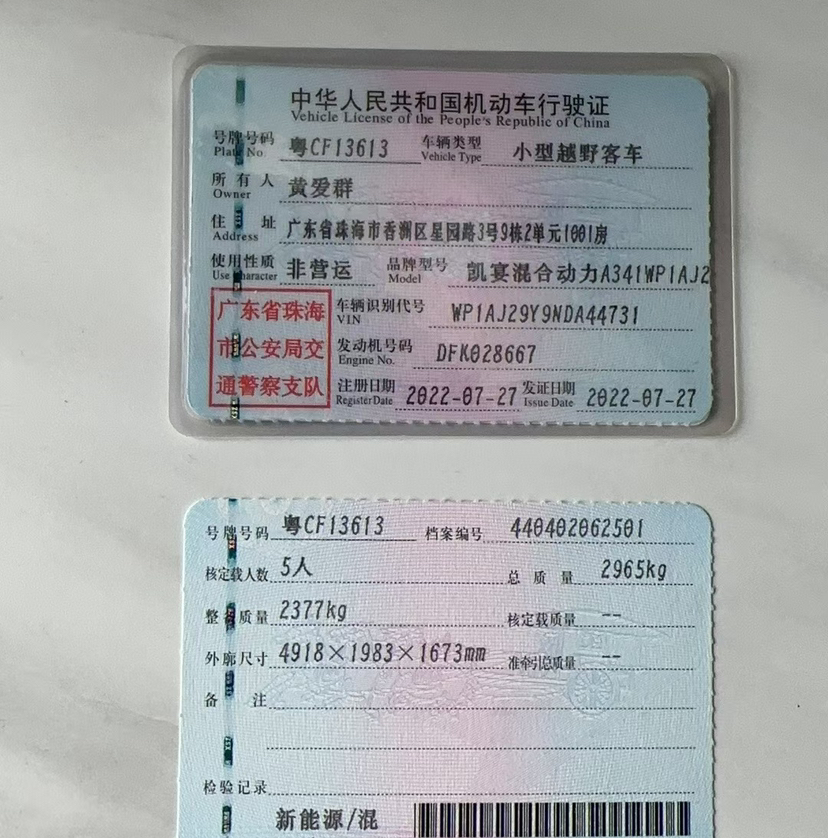 中华人民共和国机动车行驶证
Vehicle License of the People's Republic of China
号牌号码 粤CF13613 车辆类型 小型越野客车
Plate No. Vehicle Type
所有人 黄爱群
Owner
住址 广东省珠海市香洲区星园路3号9栋2单元1001房
Address
使用性质 非营运 品牌型号 凯宴混合动力A341WP1AJ2
Use Character Model
广东省珠海
市公安局交
通警察支队
车辆识别代号 WP1AJ29Y9NDA44731
VIN
发动机号码 DFK028667
Engine No.
注册日期 2022-07-27 发证日期 2022-07-27
Register Date Issue Date
号牌号码 粤CF13613 档案编号 440402062501
核定载人数 5人 总质量 2965kg
整备质量 2377kg 核定载质量 --
外廓尺寸 4918×1983×1673mm 准牵引总质量 --
备注
检验记录
新能源/混